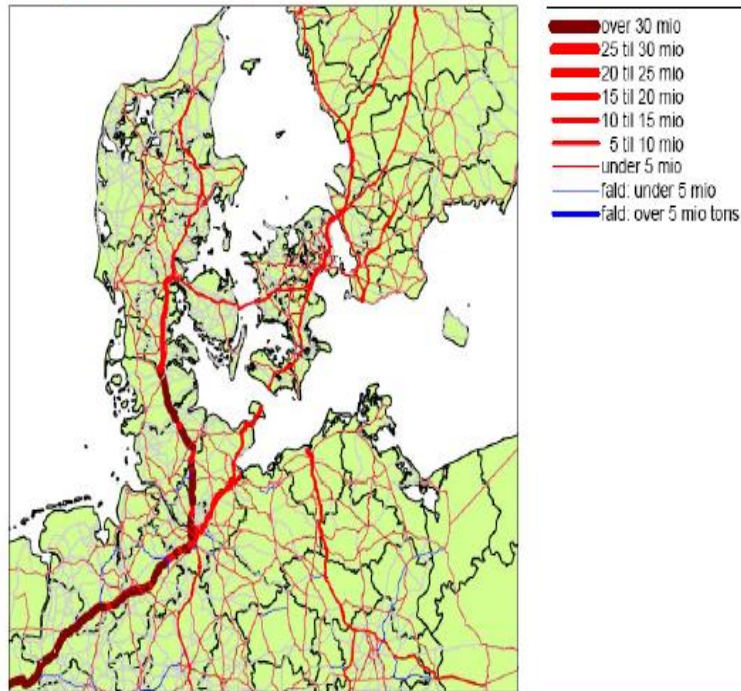 over 30 mio
25 til 30 mio
20 til 25 mio
15 til 20 mio
10 til 15 mio
5 til 10 mio
under 5 mio
fald: under 5 mio
fald: over 5 mio tons